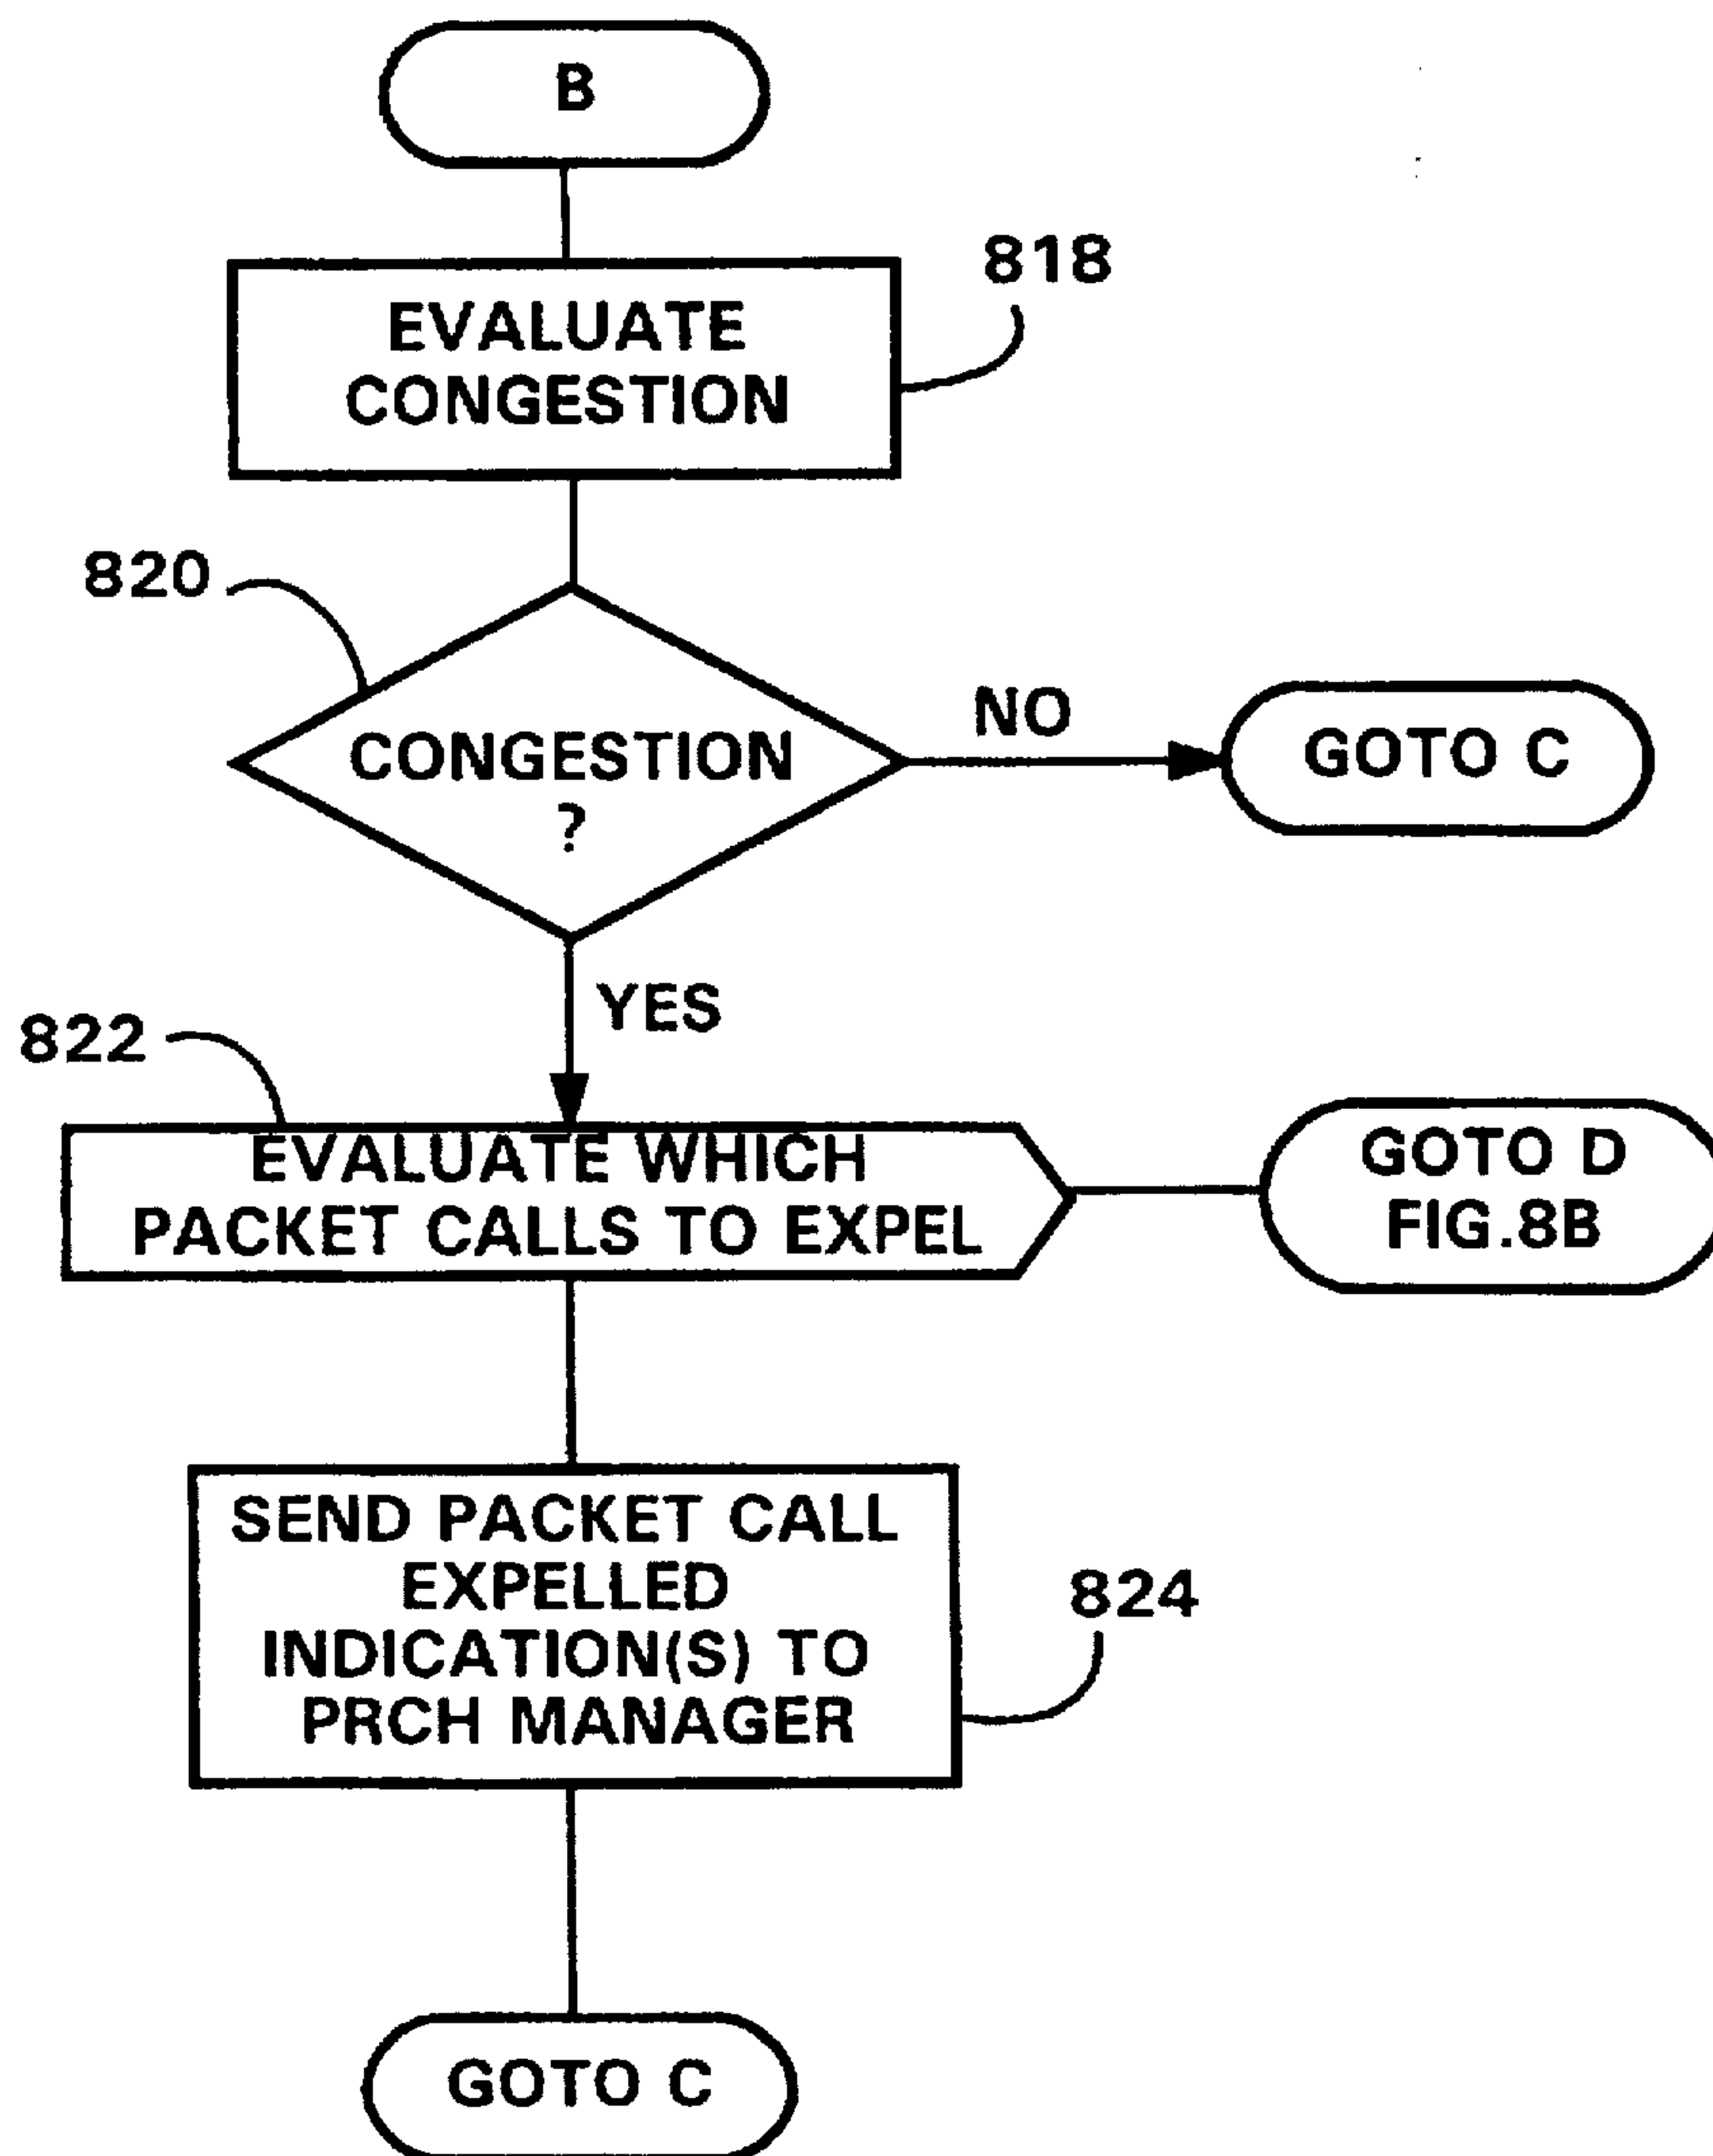 B
EVALUATE
CONGESTION
818
820
CONGESTION
?
NO
GOTO C
YES
822
EVALUATE WHICH
PACKET CALLS TO EXPEL
GOTO D
FIG.8B
SEND PACKET CALL
EXPELLED
INDICATION(S) TO
PRCH MANAGER
824
GOTO C